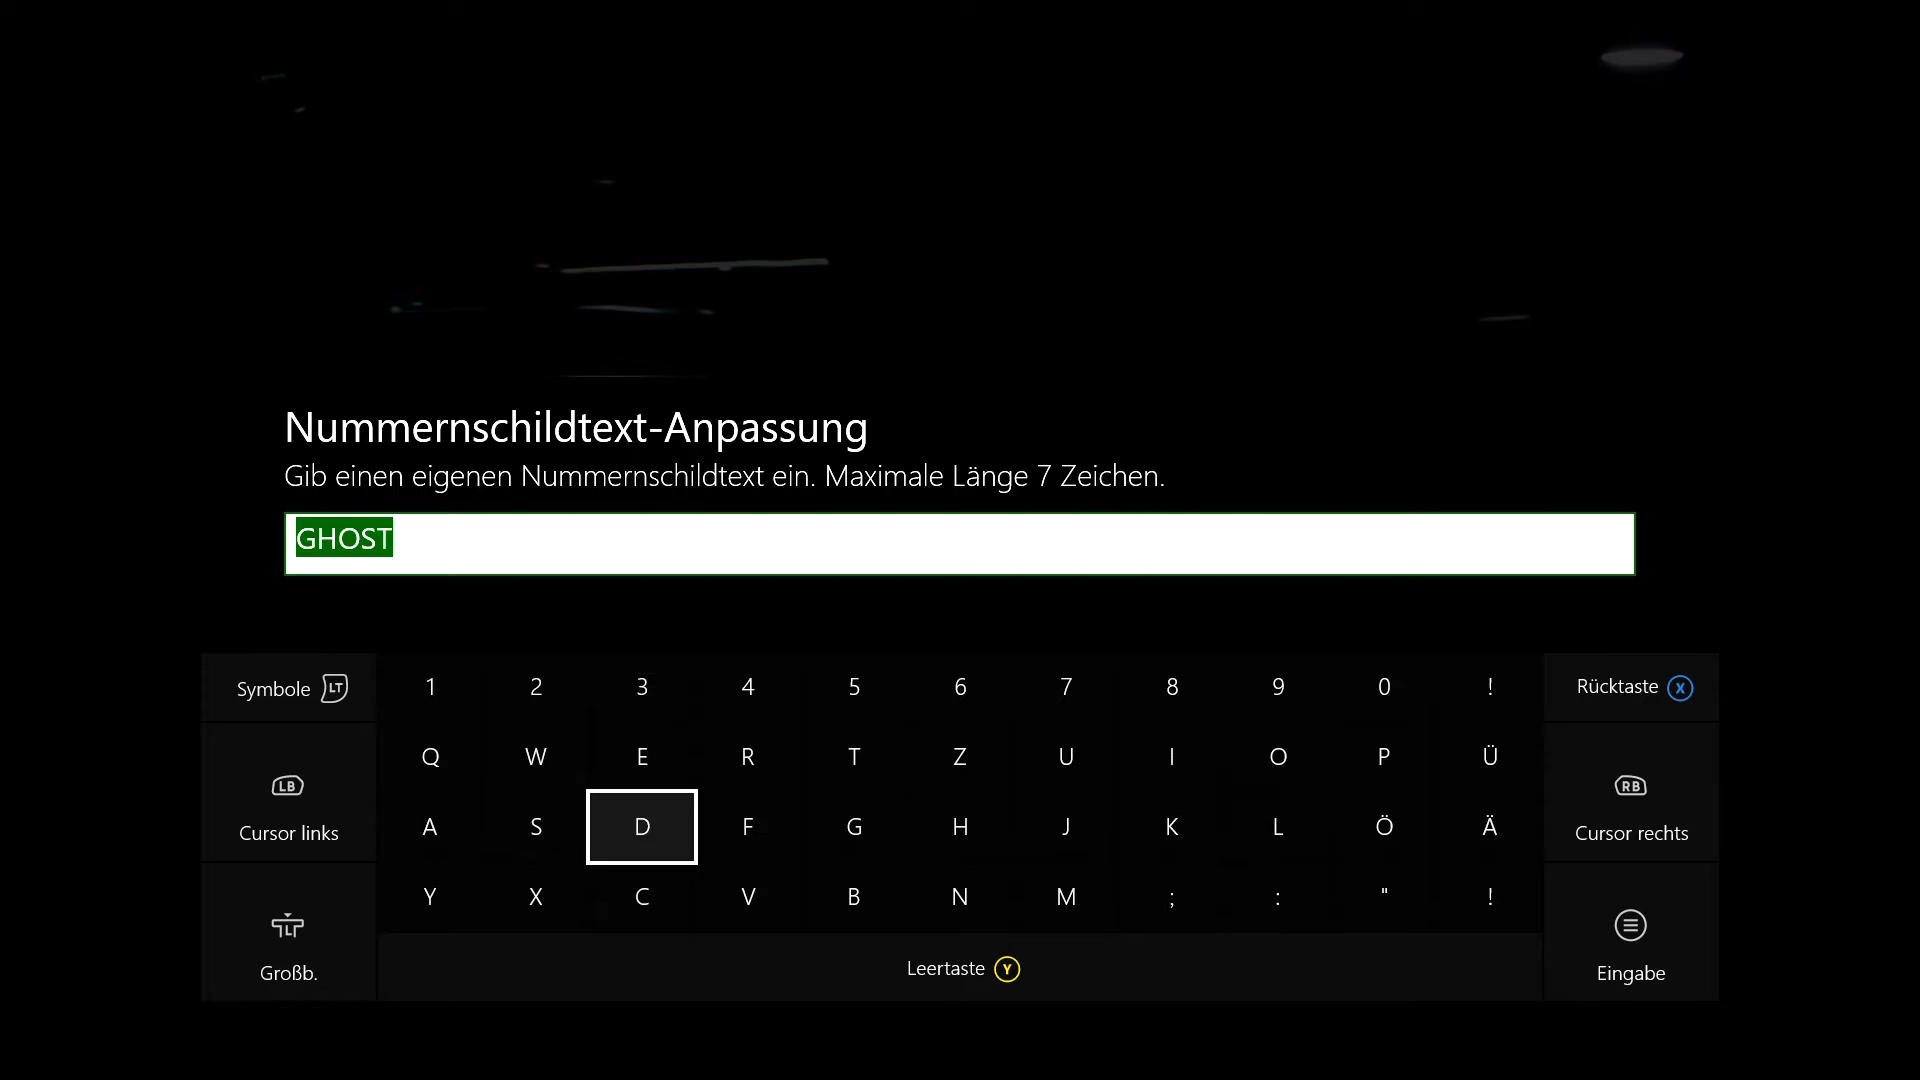 Nummernschildtext-Anpassung
Gib einen eigenen Nummernschildtext ein. Maximale Länge 7 Zeichen.
GHOST
Symbole LT 1 2 3 4 5 6 7 8 9 0 ! Rücktaste X
Q W E R T Z U I O P Ü
LB
Cursor links
A S D F G H J K L Ö Ä
RB
Cursor rechts
Y X C V B N M ; : " !
Großb.
Leertaste Y
Eingabe